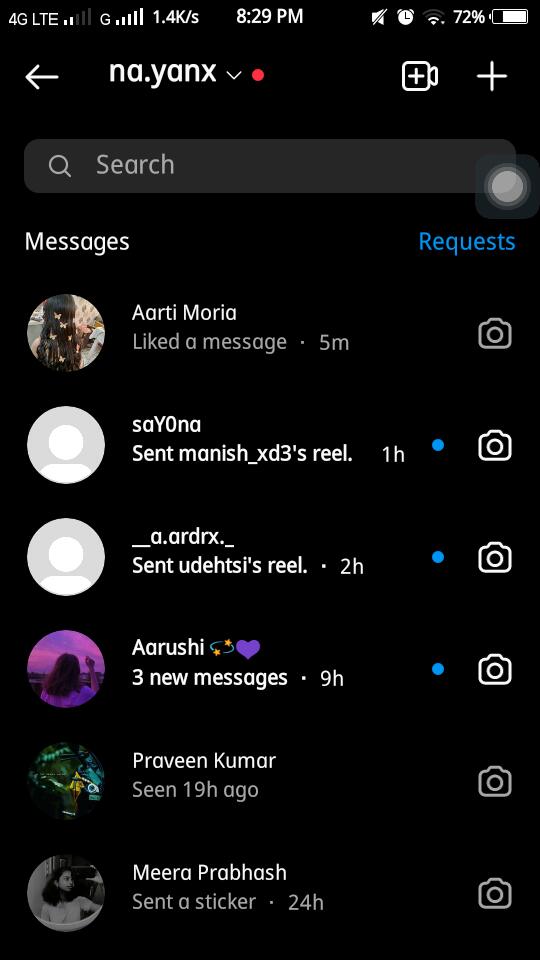 4G LTE G 1.4K/s 8:29 PM 72%
na.yanx
Search
Messages Requests
Aarti Moria
Liked a message · 5m
saY0na
Sent manish_xd3's reel. 1h
__a.ardrx._
Sent udehtsi's reel. · 2h
Aarushi 💫💜
3 new messages · 9h
Praveen Kumar
Seen 19h ago
Meera Prabhash
Sent a sticker · 24h